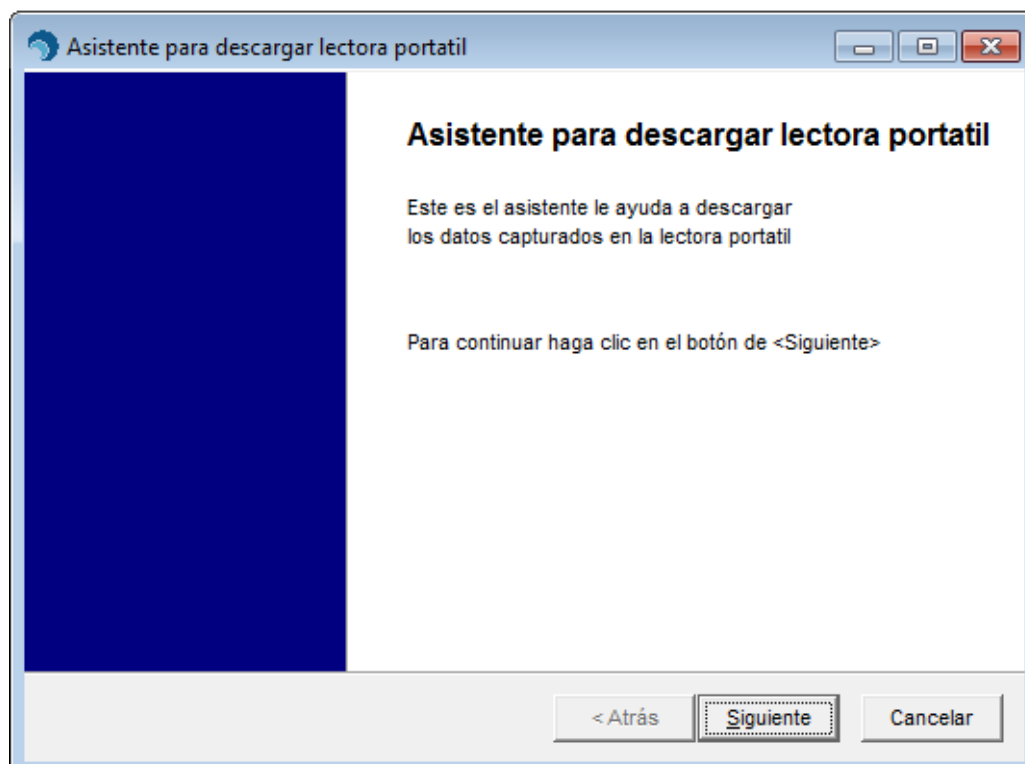 Asistente para descargar lectora portatil
Asistente para descargar lectora portatil
Este es el asistente le ayuda a descargar
los datos capturados en la lectora portatil
Para continuar haga clic en el botón de <Siguiente>
< Atrás
Siguiente
Cancelar